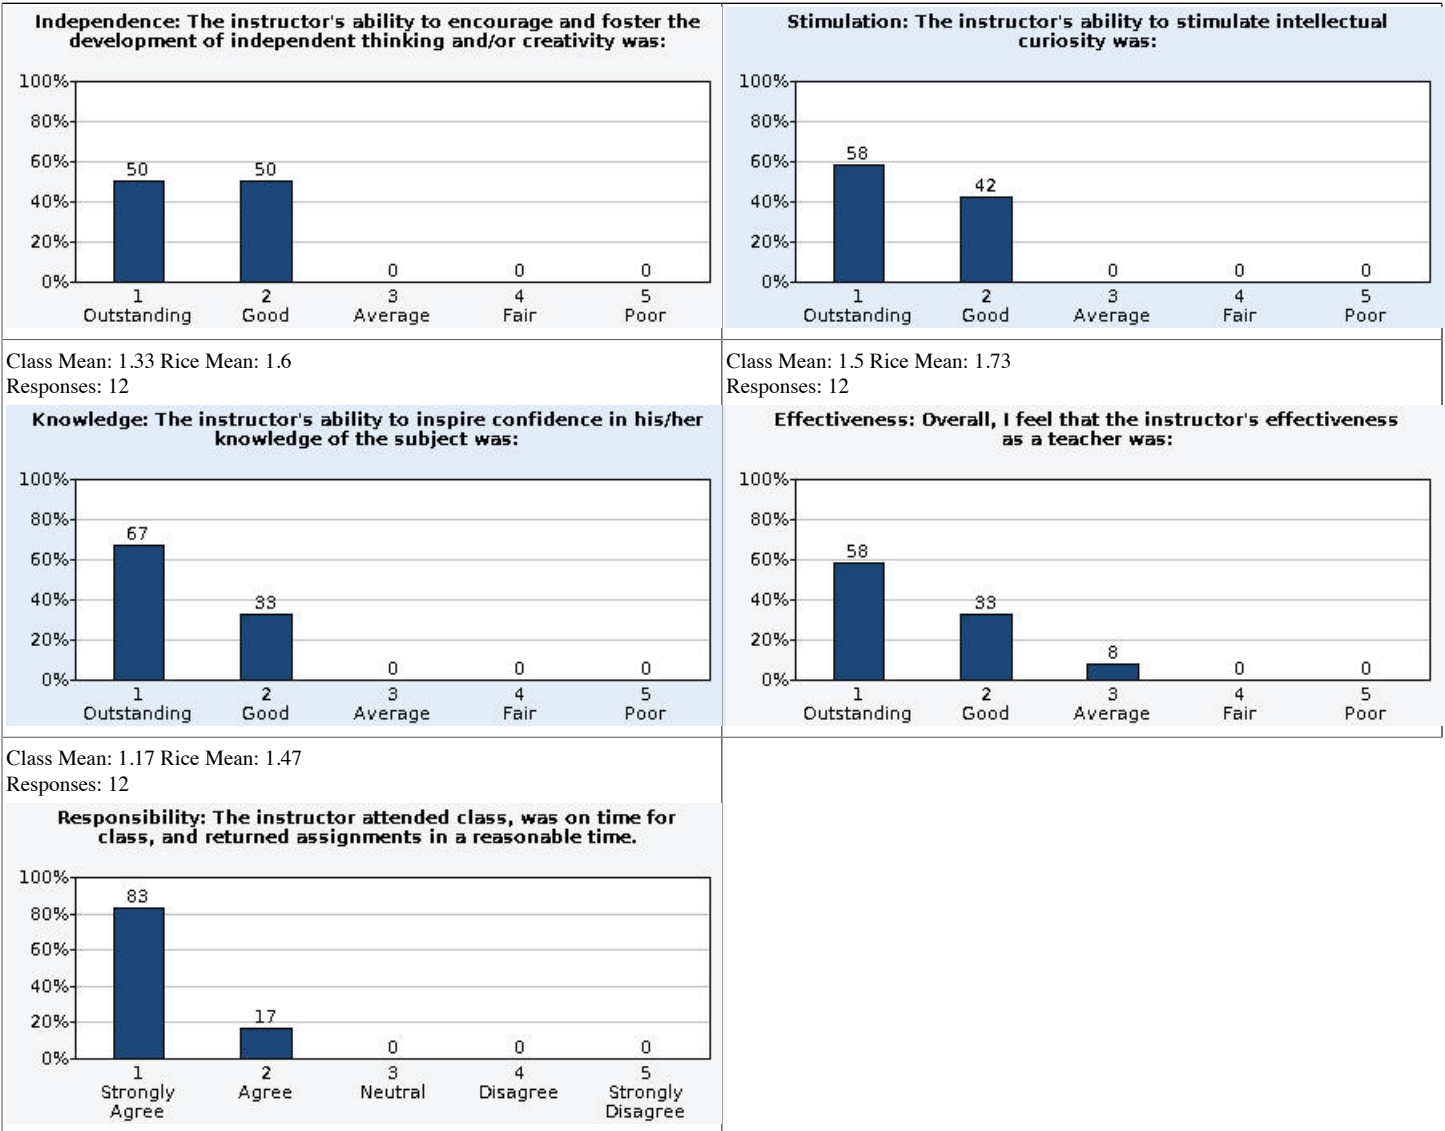 Independence: The instructor's ability to encourage and foster the
development of independent thinking and/or creativity was:
100%
80%
60%
40%
20%
0%
50
50
0
0
0
1
2
3
4
5
Outstanding
Good
Average
Fair
Poor
Stimulation: The instructor's ability to stimulate intellectual
curiosity was:
100%
80%
60%
40%
20%
0%
58
42
0
0
0
1
2
3
4
5
Outstanding
Good
Average
Fair
Poor
Class Mean: 1.33 Rice Mean: 1.6
Responses: 12
Class Mean: 1.5 Rice Mean: 1.73
Responses: 12
Knowledge: The instructor's ability to inspire confidence in his/her
knowledge of the subject was:
100%
80%
60%
40%
20%
0%
67
33
0
0
0
1
2
3
4
5
Outstanding
Good
Average
Fair
Poor
Effectiveness: Overall, I feel that the instructor's effectiveness
as a teacher was:
100%
80%
60%
40%
20%
0%
58
33
8
0
0
1
2
3
4
5
Outstanding
Good
Average
Fair
Poor
Class Mean: 1.17 Rice Mean: 1.47
Responses: 12
Responsibility: The instructor attended class, was on time for
class, and returned assignments in a reasonable time.
100%
80%
60%
40%
20%
0%
83
17
0
0
0
1
2
3
4
5
Strongly
Agree
Agree
Neutral
Disagree
Strongly
Disagree